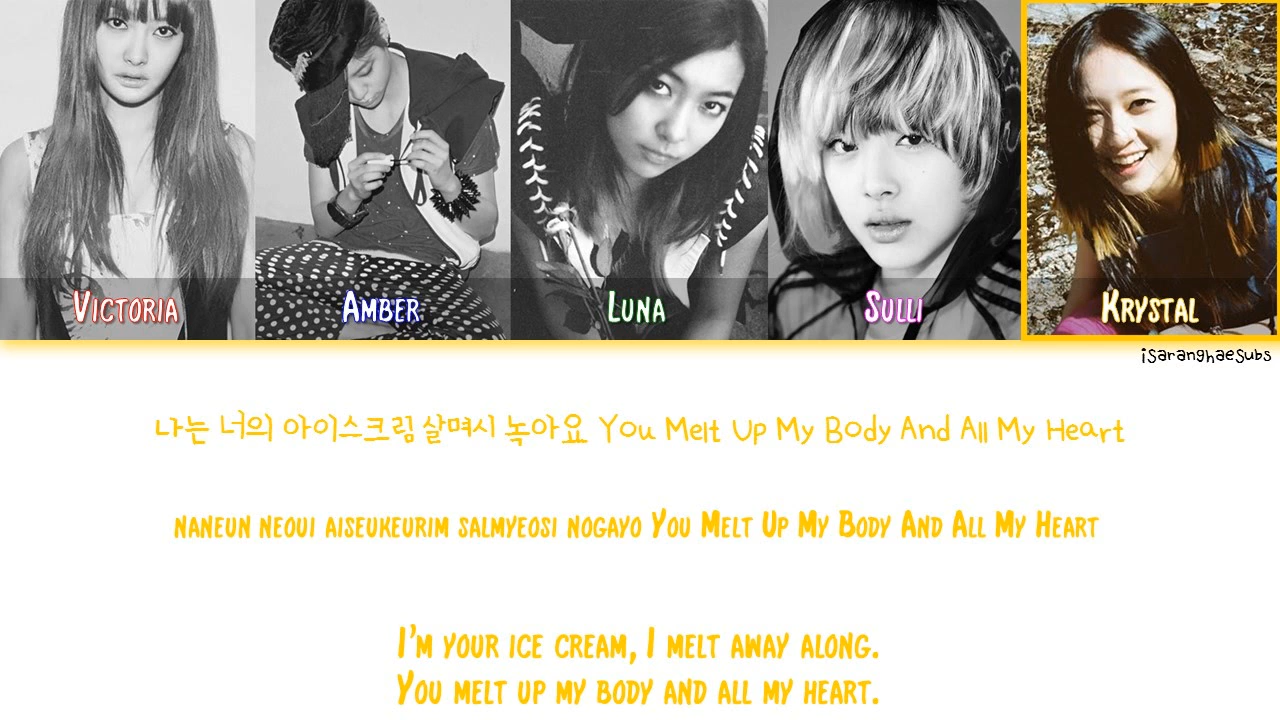 Victoria
Amber
Luna
Sulli
Krystal
iSaranghaeSubs
나는 너의 아이스크림 살며시 녹아요 You Melt Up My Body And All My Heart
naneun neoui aiseukeurim salmyeosi nogayo You Melt Up My Body And All My Heart
I'm your ice cream, I melt away along.
You melt up my body and all my heart.